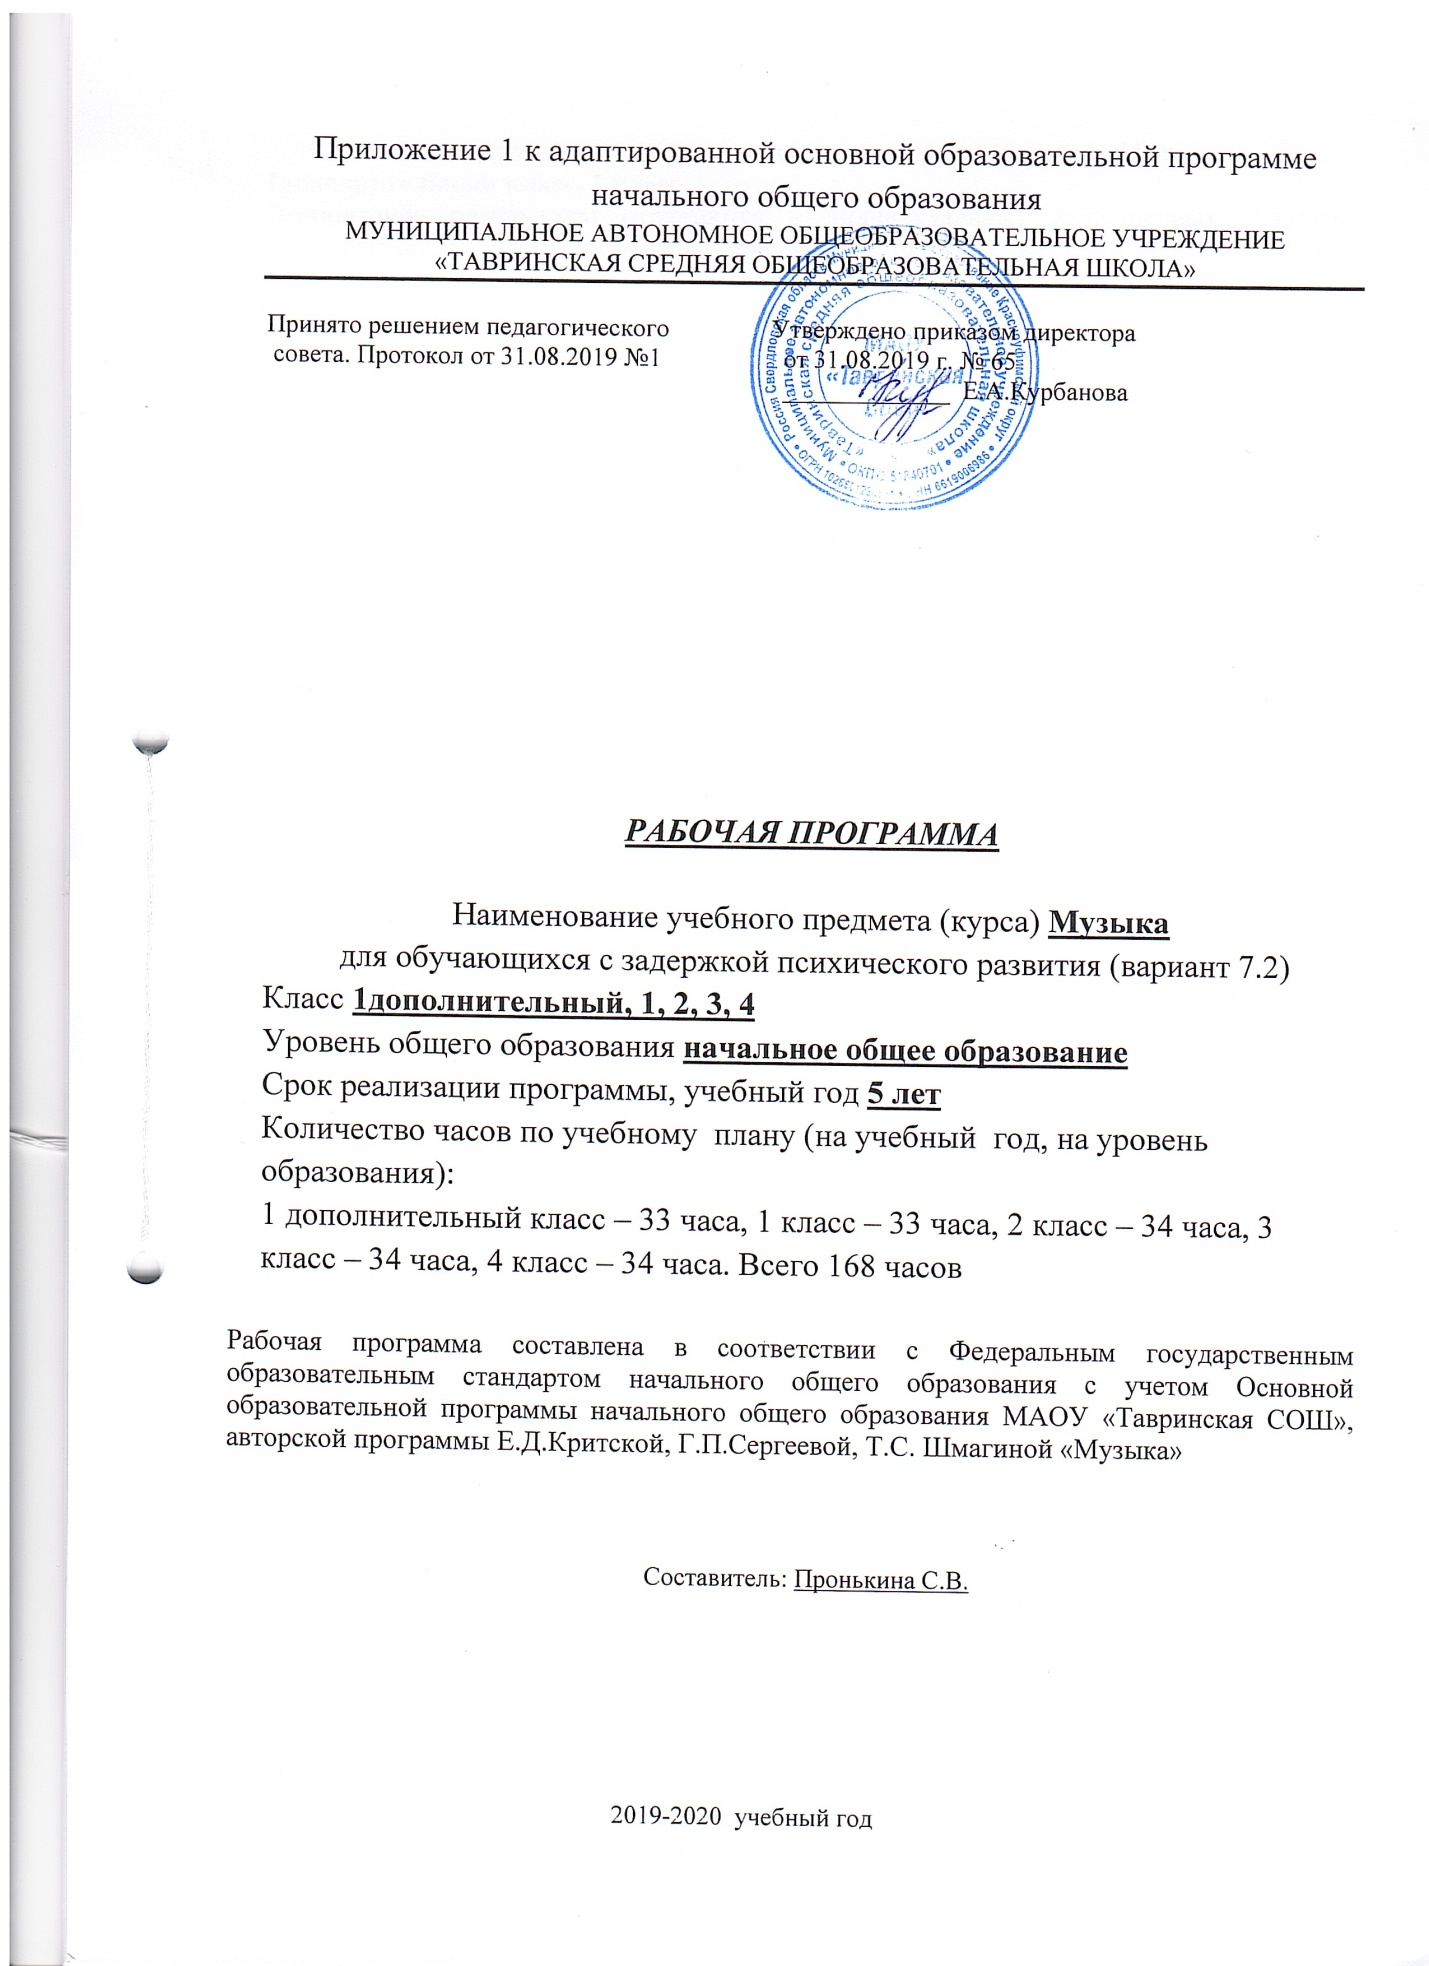 Приложение 1 к адаптированной основной образовательной программе
начального общего образования
МУНИЦИПАЛЬНОЕ АВТОНОМНОЕ ОБЩЕОБРАЗОВАТЕЛЬНОЕ УЧРЕЖДЕНИЕ
«ТАВРИНСКАЯ СРЕДНЯЯ ОБЩЕОБРАЗОВАТЕЛЬНАЯ ШКОЛА»
Принято решением педагогического
совета. Протокол от 31.08.2019 №1
Утверждено приказом директора
от 31.08.2019 г. № 65
Е.А.Курбанова
РАБОЧАЯ ПРОГРАММА
Наименование учебного предмета (курса) Музыка
для обучающихся с задержкой психического развития (вариант 7.2)
Класс 1дополнительный, 1, 2, 3, 4
Уровень общего образования начальное общее образование
Срок реализации программы, учебный год 5 лет
Количество часов по учебному плану (на учебный год, на уровень
образования):
1 дополнительный класс – 33 часа, 1 класс – 33 часа, 2 класс – 34 часа, 3
класс – 34 часа, 4 класс – 34 часа. Всего 168 часов
Рабочая программа составлена в соответствии с Федеральным государственным
образовательным стандартом начального общего образования с учетом Основной
образовательной программы начального общего образования МАОУ «Тавринская СОШ»,
авторской программы Е.Д.Критской, Г.П.Сергеевой, Т.С. Шмагиной «Музыка»
Составитель: Пронькина С.В.
2019-2020 учебный год